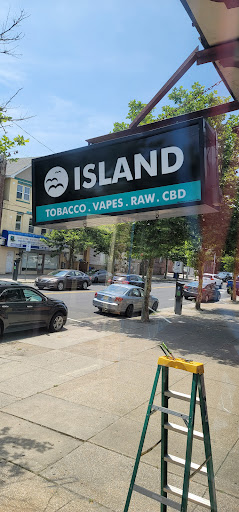 ISLAND
TOBACCO . VAPES . RAW . CBD